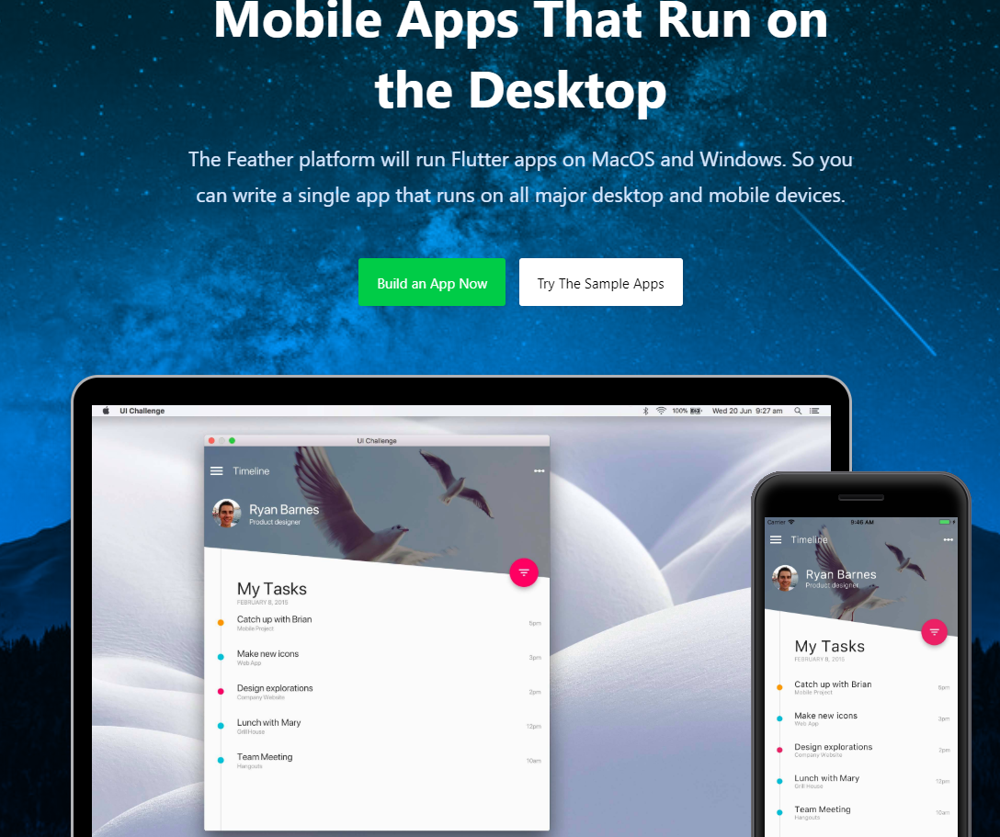 Mobile Apps That Run on
the Desktop
The Feather platform will run Flutter apps on MacOS and Windows. So you
can write a single app that runs on all major desktop and mobile devices.
Build an App Now
Try The Sample Apps
UI Challenge
100%
Wed 20 Jun 9:27 am
UI Challenge
Timeline
Ryan Barnes
Product designer
My Tasks
FEBRUARY 8, 2015
Catch up with Brian
Mobile Project
5pm
Make new icons
Web App
3pm
Design explorations
Company Website
2pm
Lunch with Mary
Grill House
12pm
Team Meeting
Hangouts
10am
Carrier
9:46 AM
Timeline
Ryan Barnes
Product designer
My Tasks
FEBRUARY 8, 2015
Catch up with Brian
Mobile Project
5pm
Make new icons
Web App
3pm
Design explorations
Company Website
2pm
Lunch with Mary
Grill House
12pm
Team Meeting
Hangouts
10am